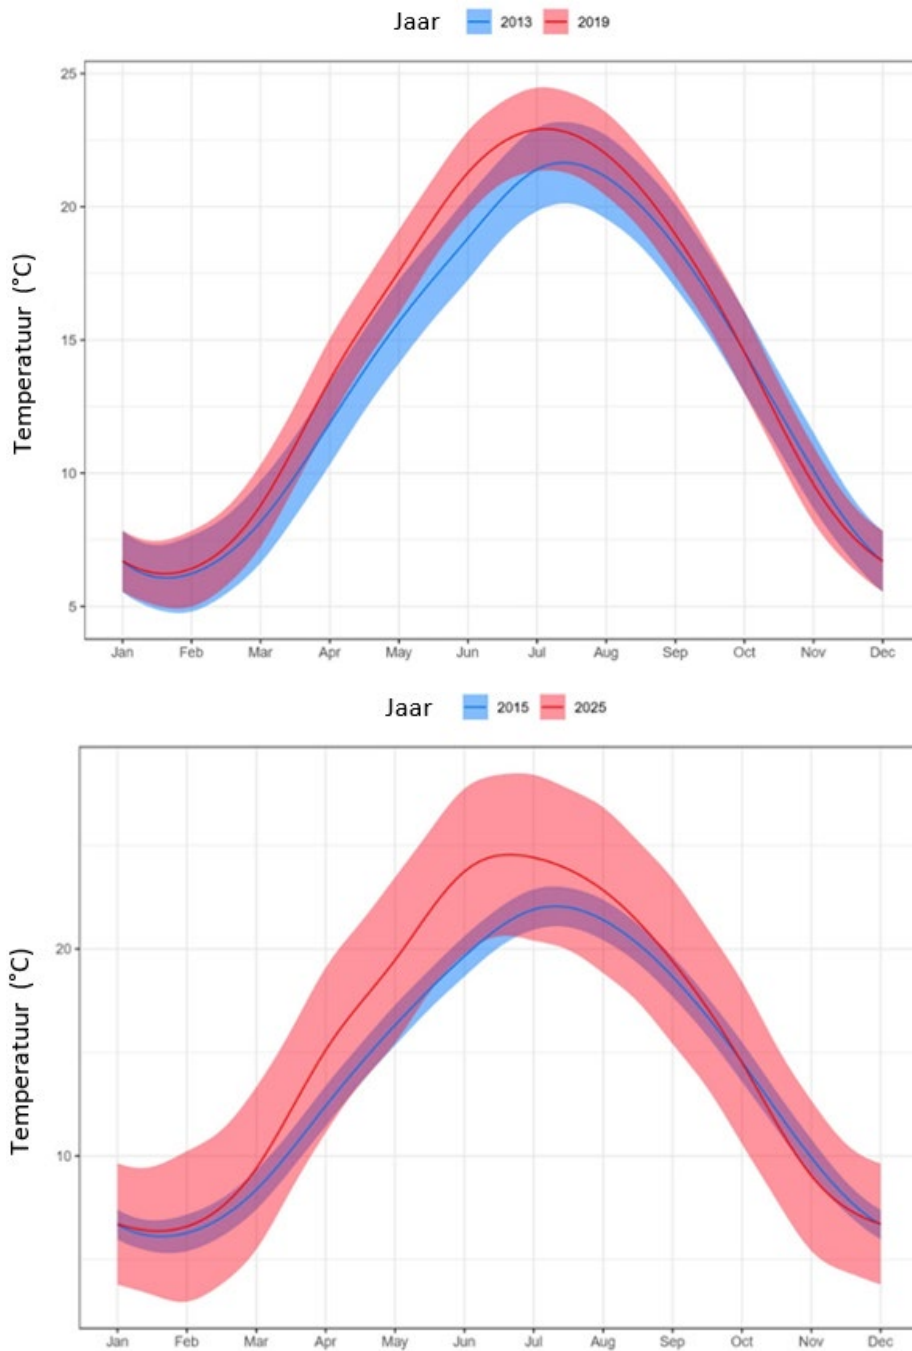 Jaar 2013 2019
25
20
15
10
5
Temperatuur (°C)
Jan Feb Mar Apr May Jun Jul Aug Sep Oct Nov Dec
Jaar 2015 2025
20
10
Temperatuur (°C)
Jan Feb Mar Apr May Jun Jul Aug Sep Oct Nov Dec